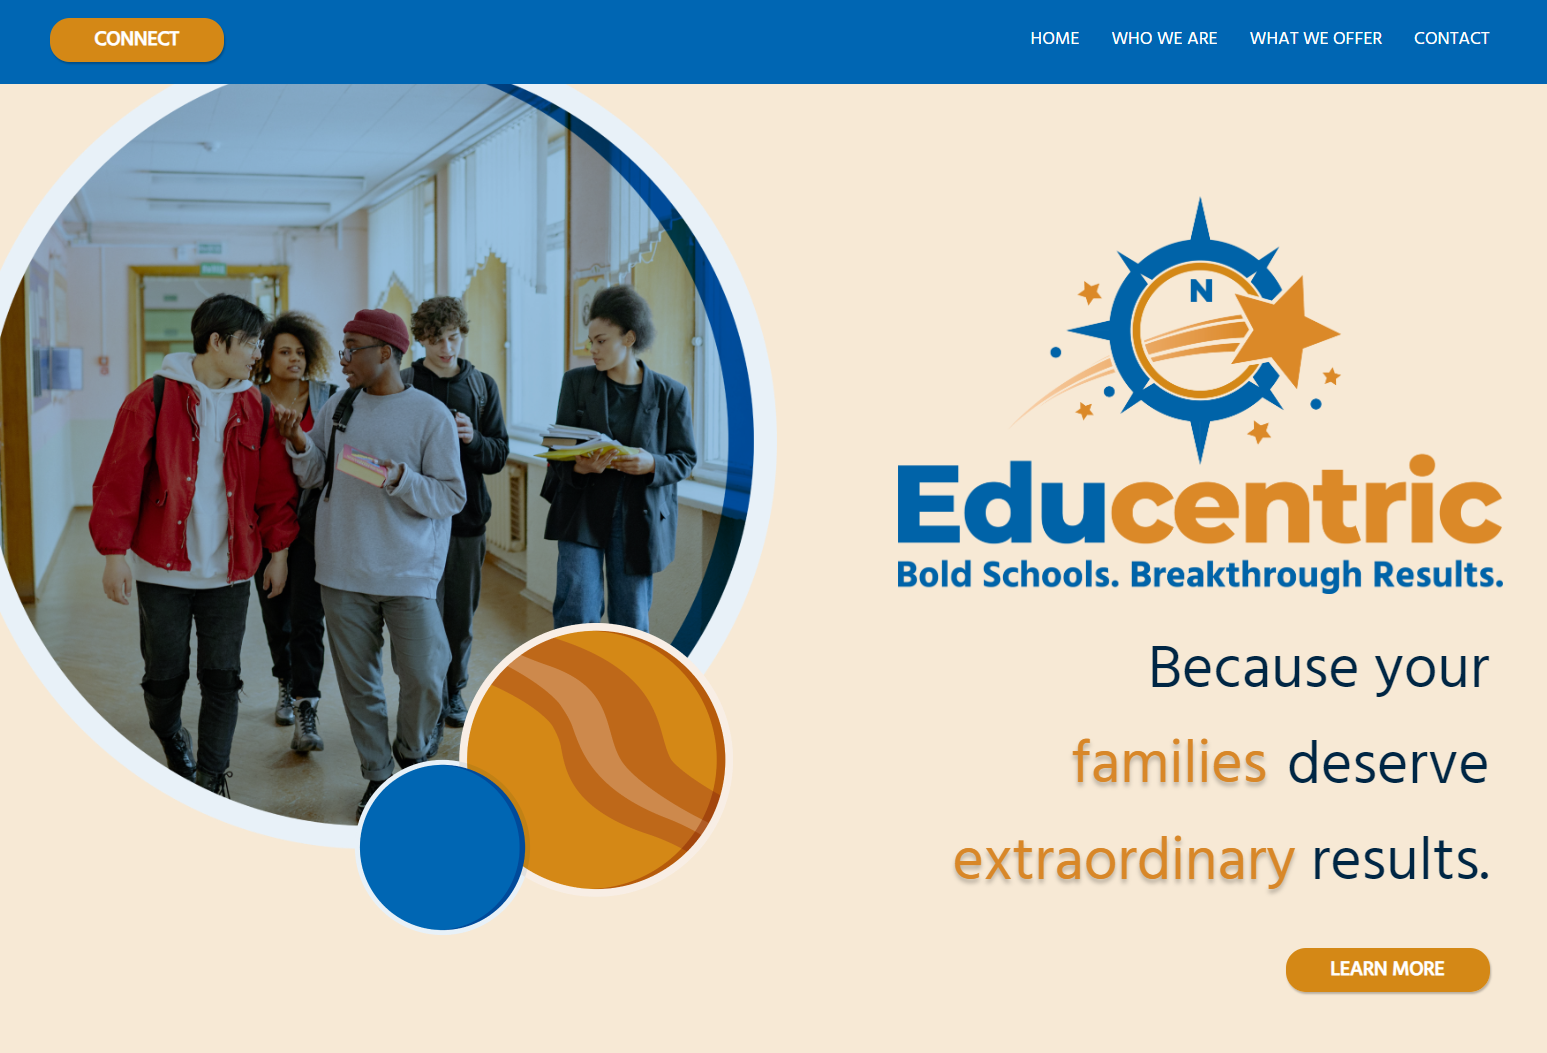 CONNECT
HOME WHO WE ARE WHAT WE OFFER CONTACT
N
Educentric
Bold Schools. Breakthrough Results.
Because your
families deserve
extraordinary results.
LEARN MORE